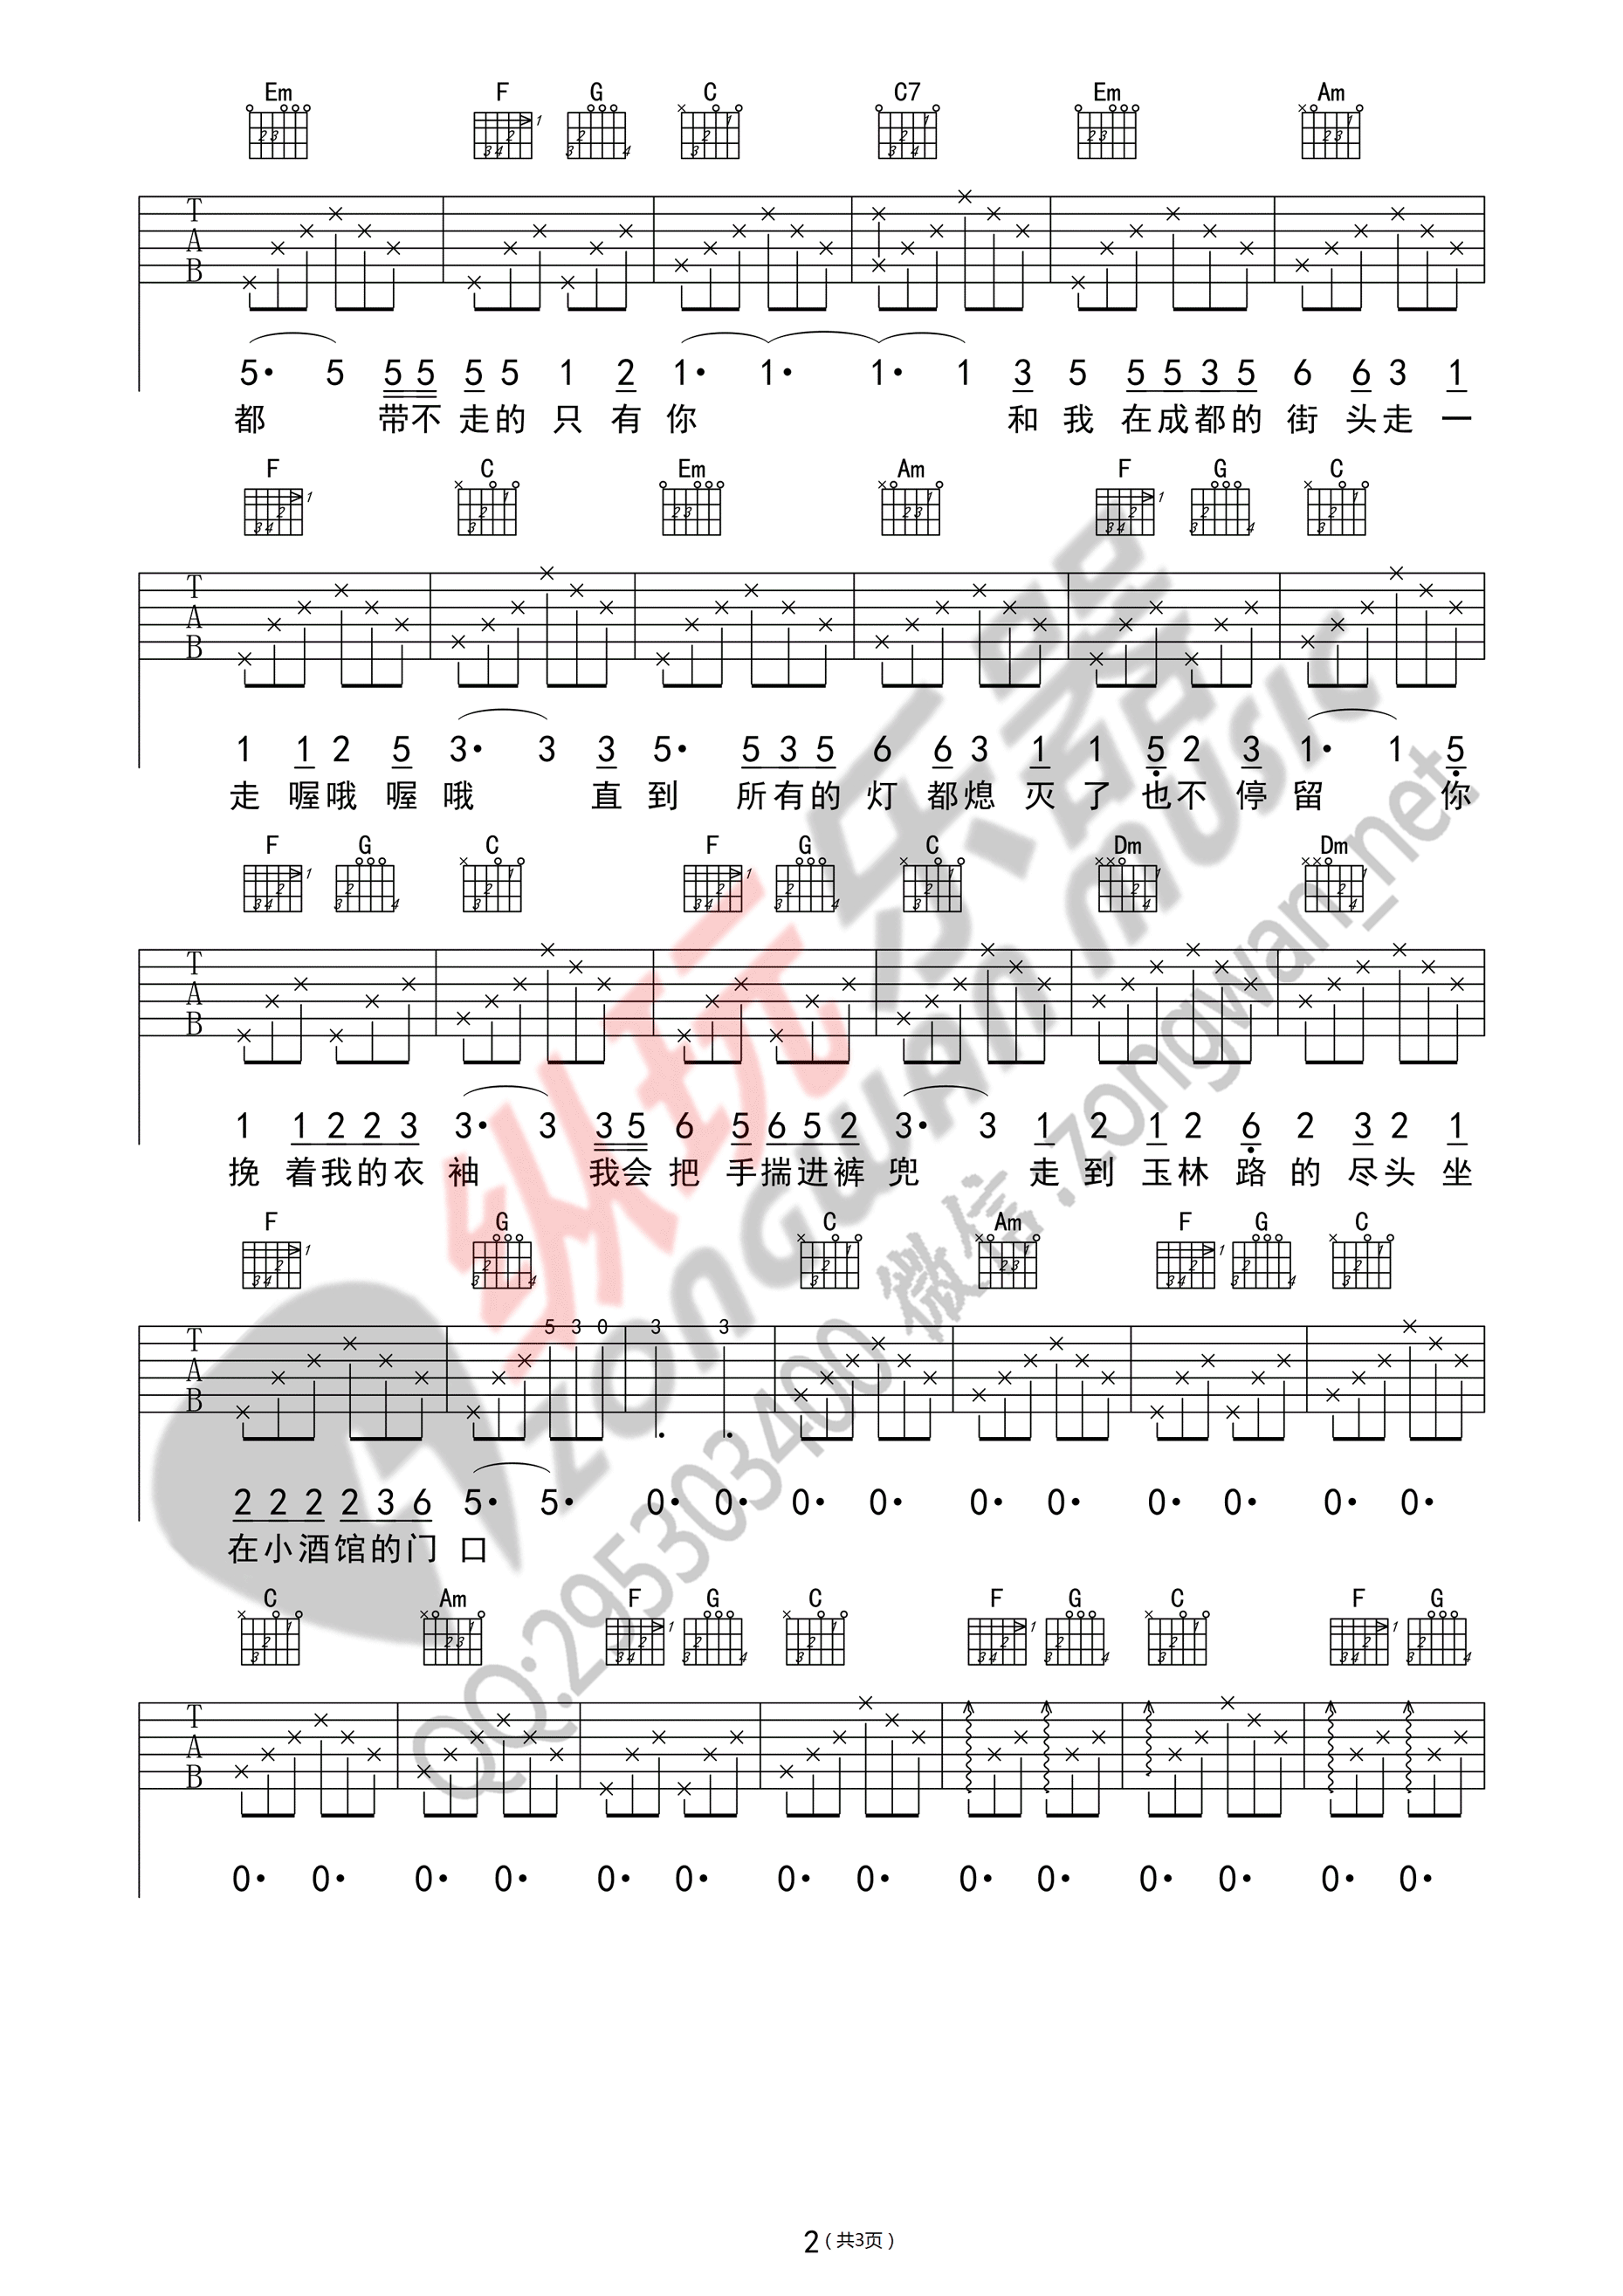 Em F G C C7 Em Am
T
A
B
5· 5 5 5 5 5 1 2 1· 1· 1· 1 3 5 5 5 3 5 6 6 3 1
都 带不 走的 只 有 你 和 我 在成都的 街 头走 一
F C Em Am F G C
T
A
B
1 1 2 5 3· 3 3 5· 5 3 5 6 6 3 1 1 5 2 3 1· 1 5
走 喔哦 喔 哦 直 到 所有的 灯 都熄 灭 了 也不 停 留 你
F G C F G C Dm Dm
T
A
B
1 1 2 2 3 3· 3 3 5 6 5 6 5 2 3· 3 1 2 1 2 6 2 3 2 1
挽 着我的衣 袖 我会 把 手揣进裤 兜 走 到 玉林 路 的 尽头 坐
F G C Am F G C
T
A
B
5 3 0 3 3
2 2 2 2 3 6 5· 5· 0· 0· 0· 0· 0· 0· 0· 0· 0· 0·
在小酒馆的门 口
C Am F G C F G C F G
T
A
B
0· 0· 0· 0· 0· 0· 0· 0· 0· 0· 0· 0· 0· 0·
纵玩乐器
ZONGWAN MUSIC
QQ:295303400 微信:zongwan_net
2（共3页）